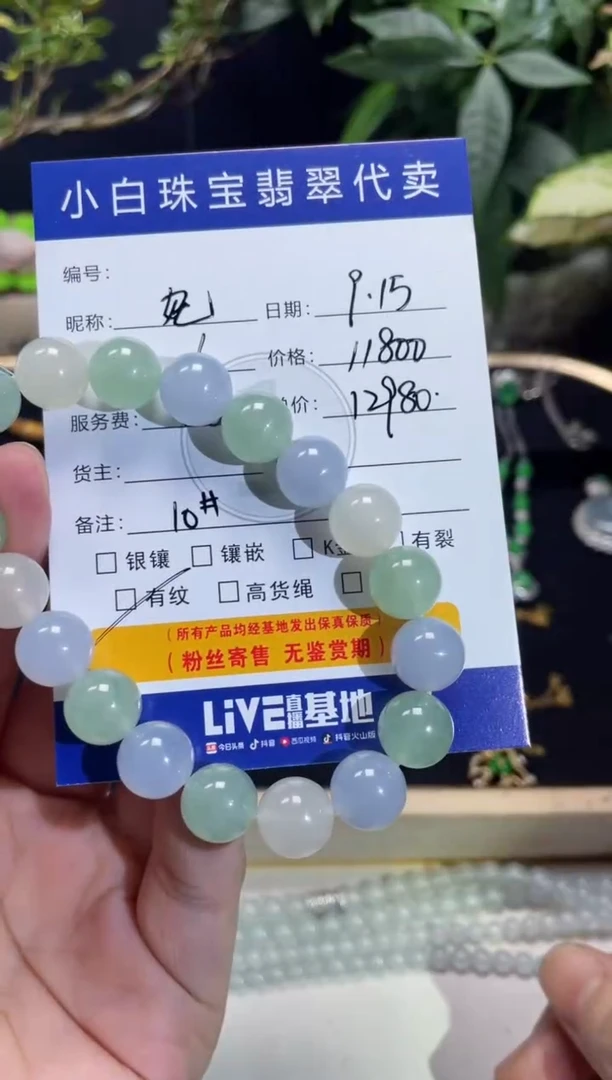 小白珠宝翡翠代卖
编号：
昵称： 日期：9.15
价格：11800
价：12980.
服务费：
货主：
备注：10#
银镶 镶嵌 K金 有裂
有纹 高货绳
（所有产品均经基地发出保真保质
（粉丝寄售 无鉴赏期）
LiVE直播基地
今日头条 抖音 西瓜视频 抖音火山版